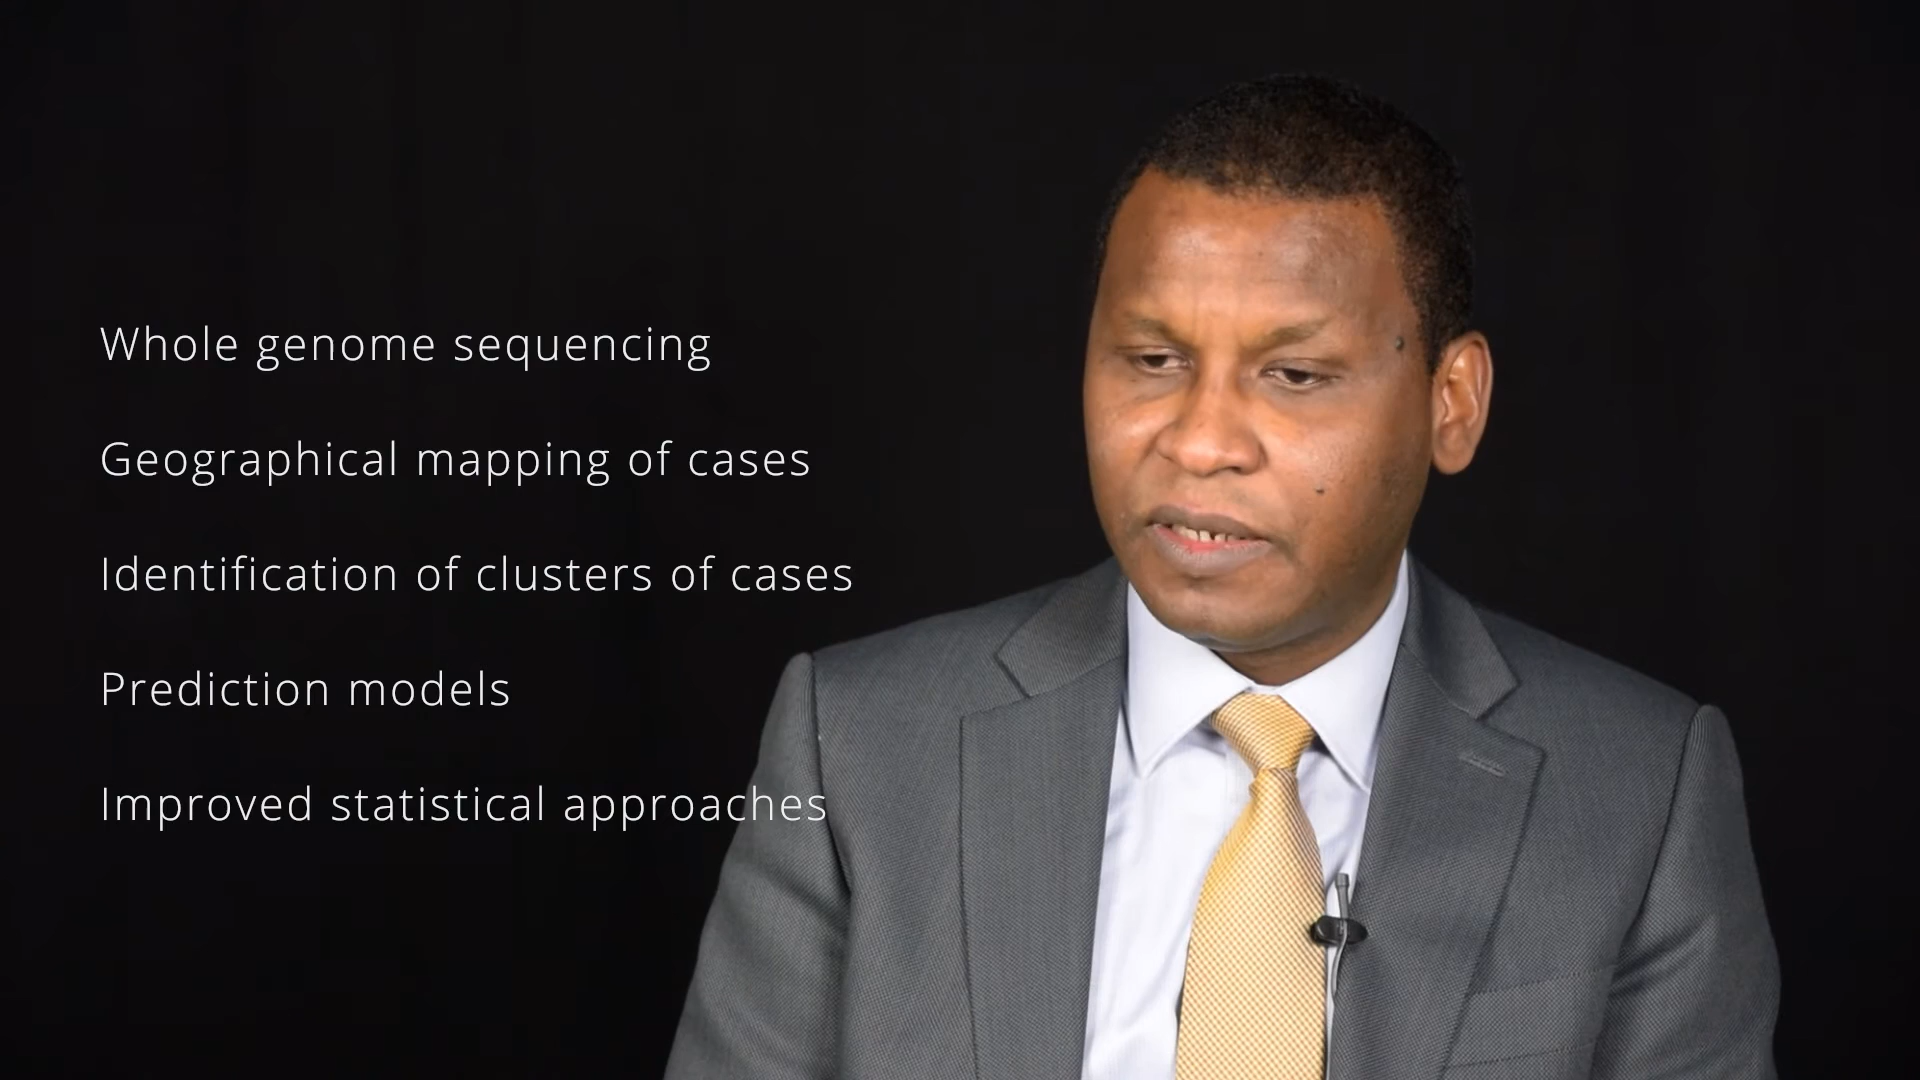 Whole genome sequencing
Geographical mapping of cases
Identification of clusters of cases
Prediction models
Improved statistical approaches